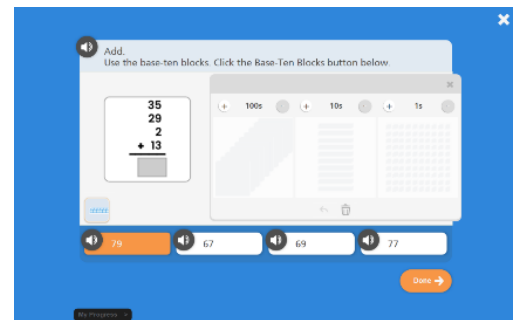 Add.
Use the base-ten blocks. Click the Base-Ten Blocks button below.
35
29
2
+ 13
+ 100s + 10s + 1s
79 67 69 77
Done →
My Progress